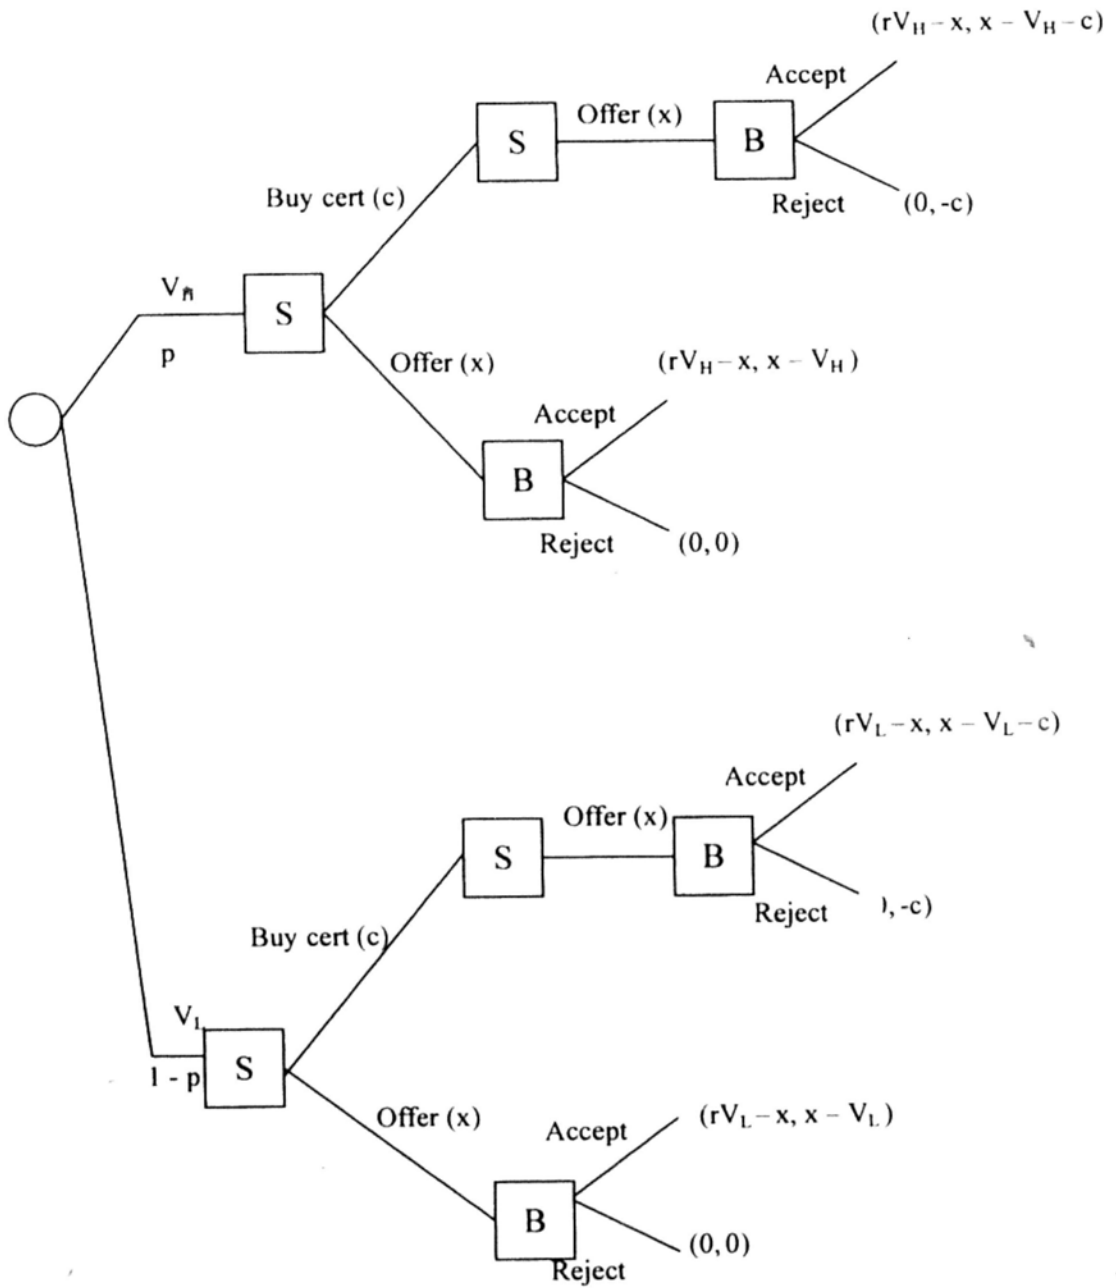 (rV_H – x, x – V_H – c)
Accept
Offer (x)
S
B
Reject
(0, -c)
Buy cert (c)
S
p
Offer (x)
(rV_H – x, x – V_H )
Accept
B
Reject
(0, 0)
(rV_L – x, x – V_L – c)
Accept
Offer (x)
S
B
Reject
, -c)
Buy cert (c)
V_L
S
1 - p
Offer (x)
(rV_L – x, x – V_L )
Accept
B
(0, 0)
Reject